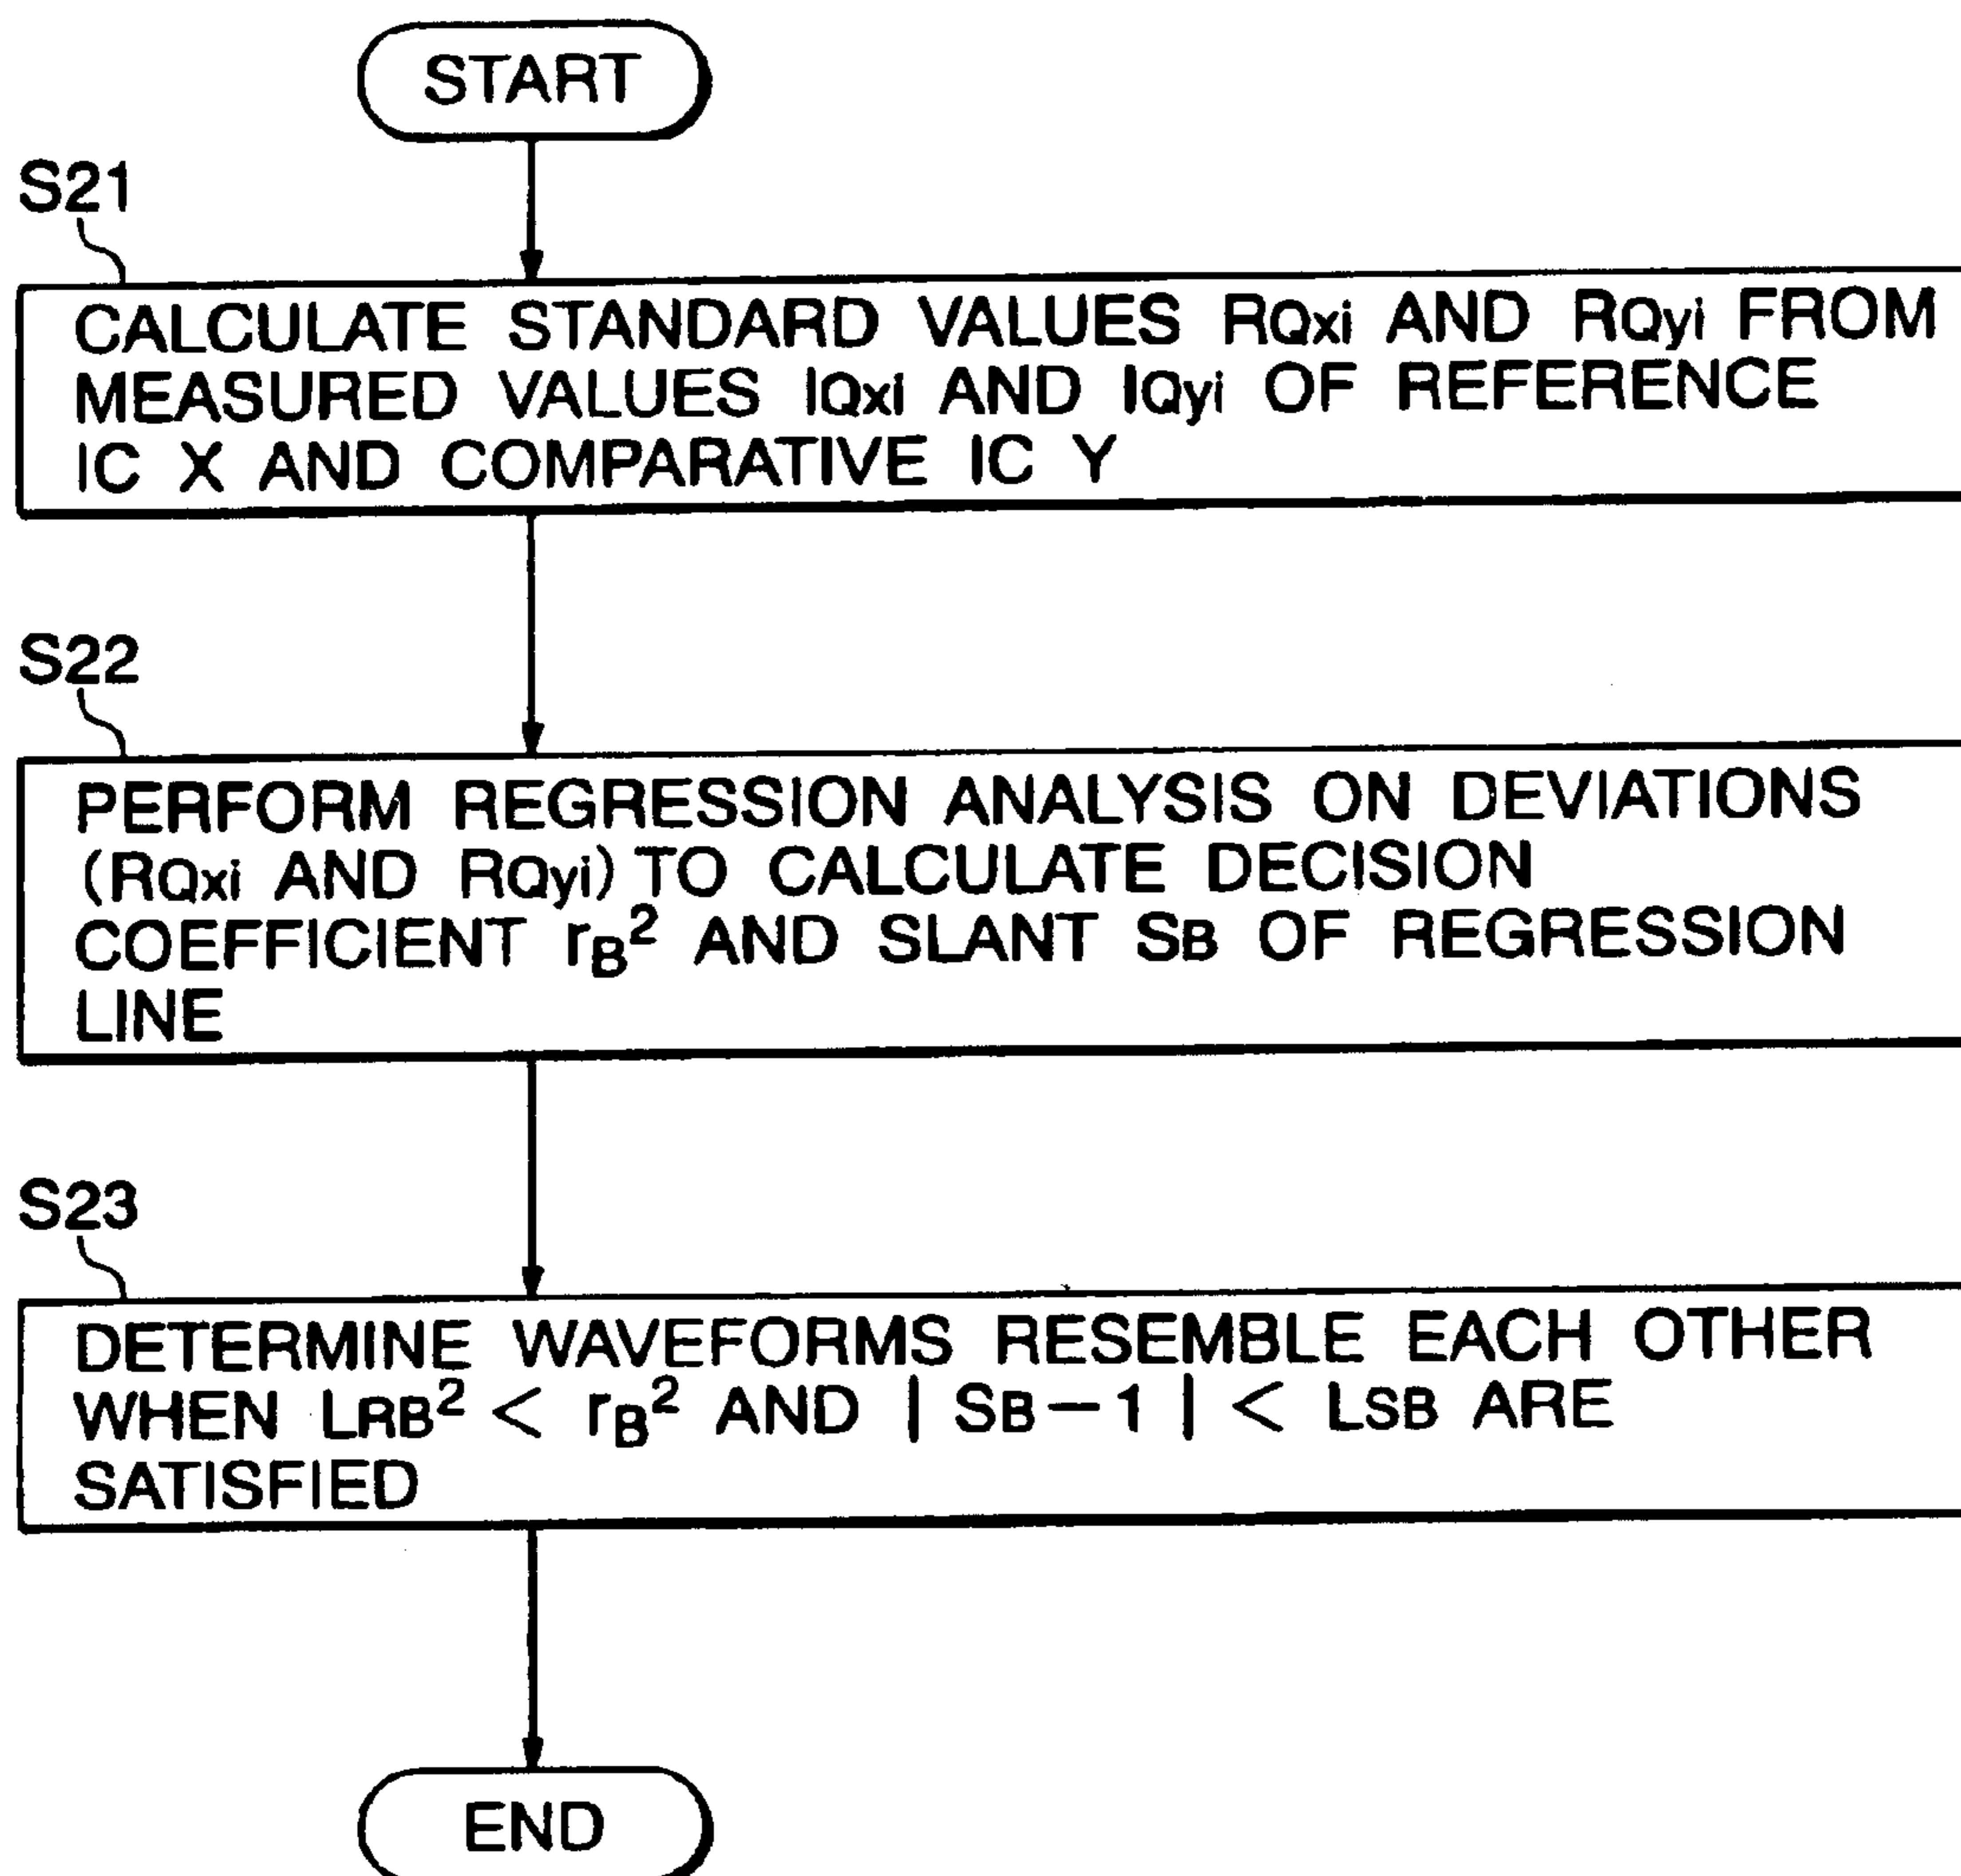 START
S21
CALCULATE STANDARD VALUES RQxi AND RQyi FROM
MEASURED VALUES IQxi AND IQyi OF REFERENCE
IC X AND COMPARATIVE IC Y
S22
PERFORM REGRESSION ANALYSIS ON DEVIATIONS
(RQxi AND RQyi) TO CALCULATE DECISION
COEFFICIENT rB² AND SLANT SB OF REGRESSION
LINE
S23
DETERMINE WAVEFORMS RESEMBLE EACH OTHER
WHEN LRB² < rB² AND | SB−1 | < LSB ARE
SATISFIED
END